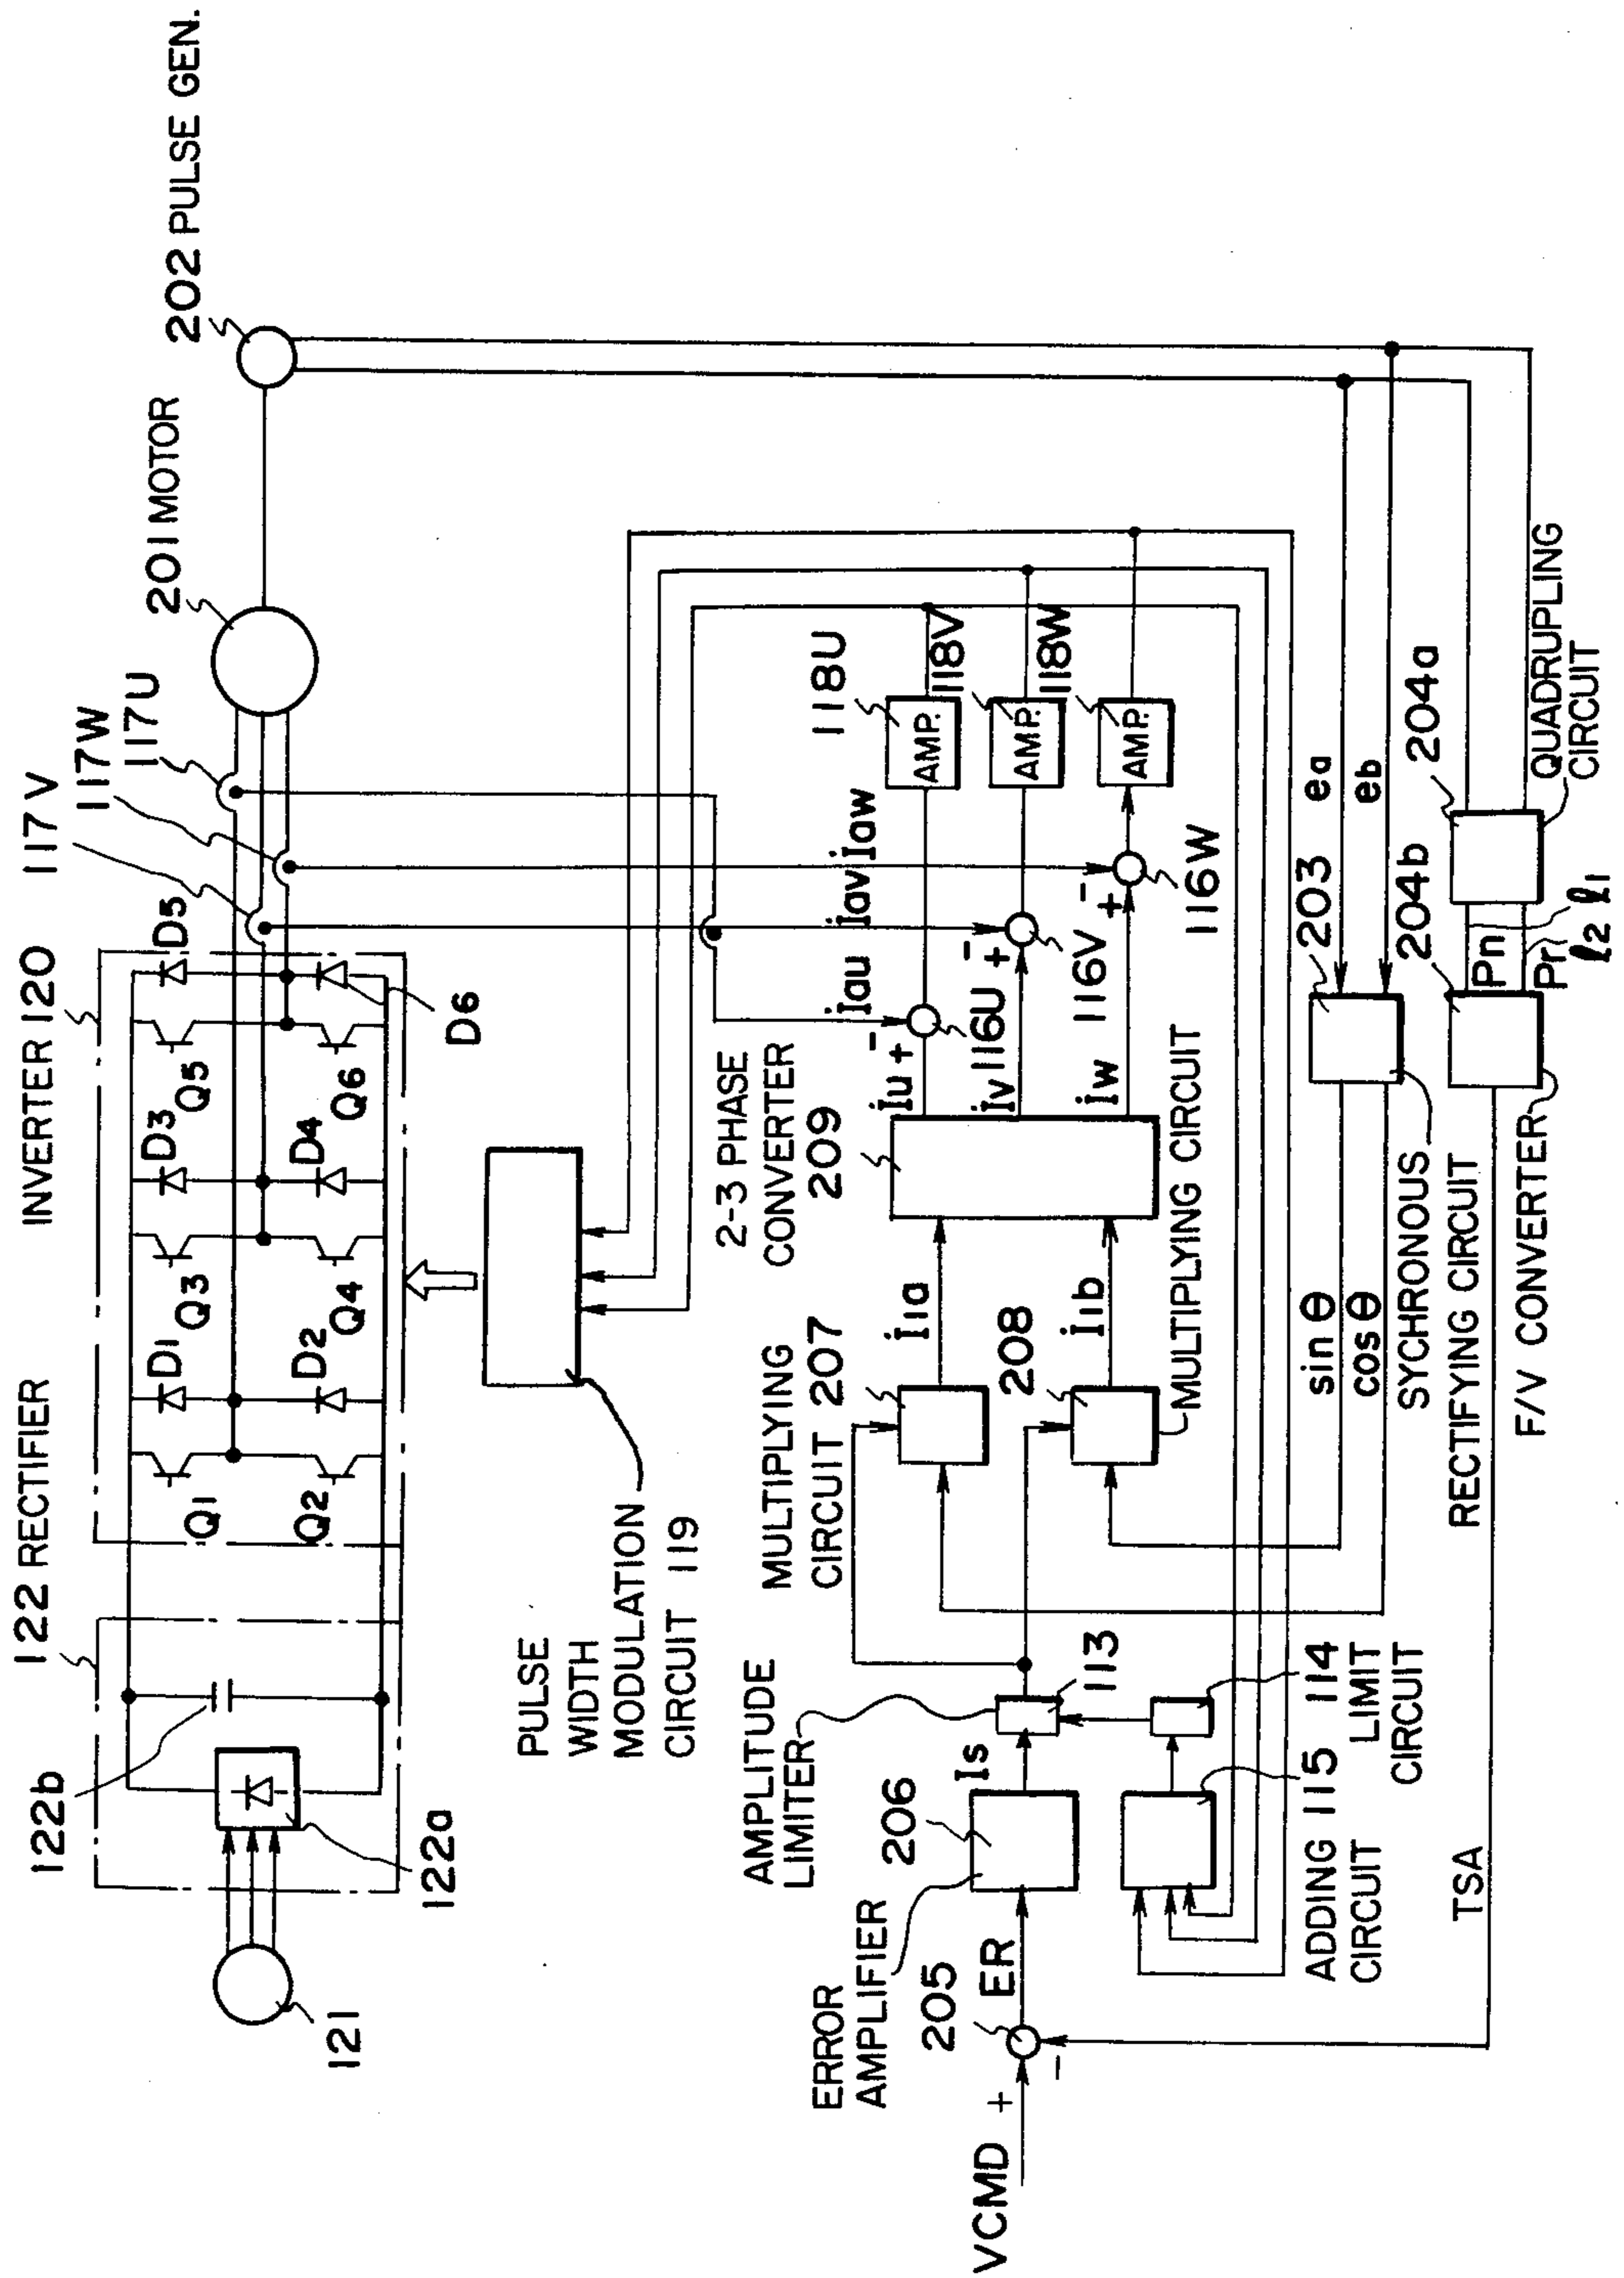 122 RECTIFIER
INVERTER 120
117V
117W
117U
201 MOTOR
202 PULSE GEN.
122b
D1
D3
D5
Q1
Q3
Q5
Q2
D2
Q4
D4
Q6
D6
121
122a
PULSE
WIDTH
MODULATION
CIRCUIT 119
2-3 PHASE
CONVERTER
209
MULTIPLYING
CIRCUIT 207
AMPLITUDE
LIMITER
ERROR
AMPLIFIER
205
206
Is
113
I1a
208
I1b
MULTIPLYING CIRCUIT
Iu
Iv
Iw
Iau
Iav
Iaw
+
-
+
-
+
-
116U
116V
116W
118U
118V
118W
AMP.
AMP.
AMP.
VCMD
+
-
ER
ADDING 115
CIRCUIT
114
LIMIT
CIRCUIT
sin θ
cos θ
SYCHRONOUS
RECTIFYING CIRCUIT
203
ea
eb
204a
QUADRUPLING
CIRCUIT
204b
Pn
Pr
ℓ1
ℓ2
F/V CONVERTER
TSA